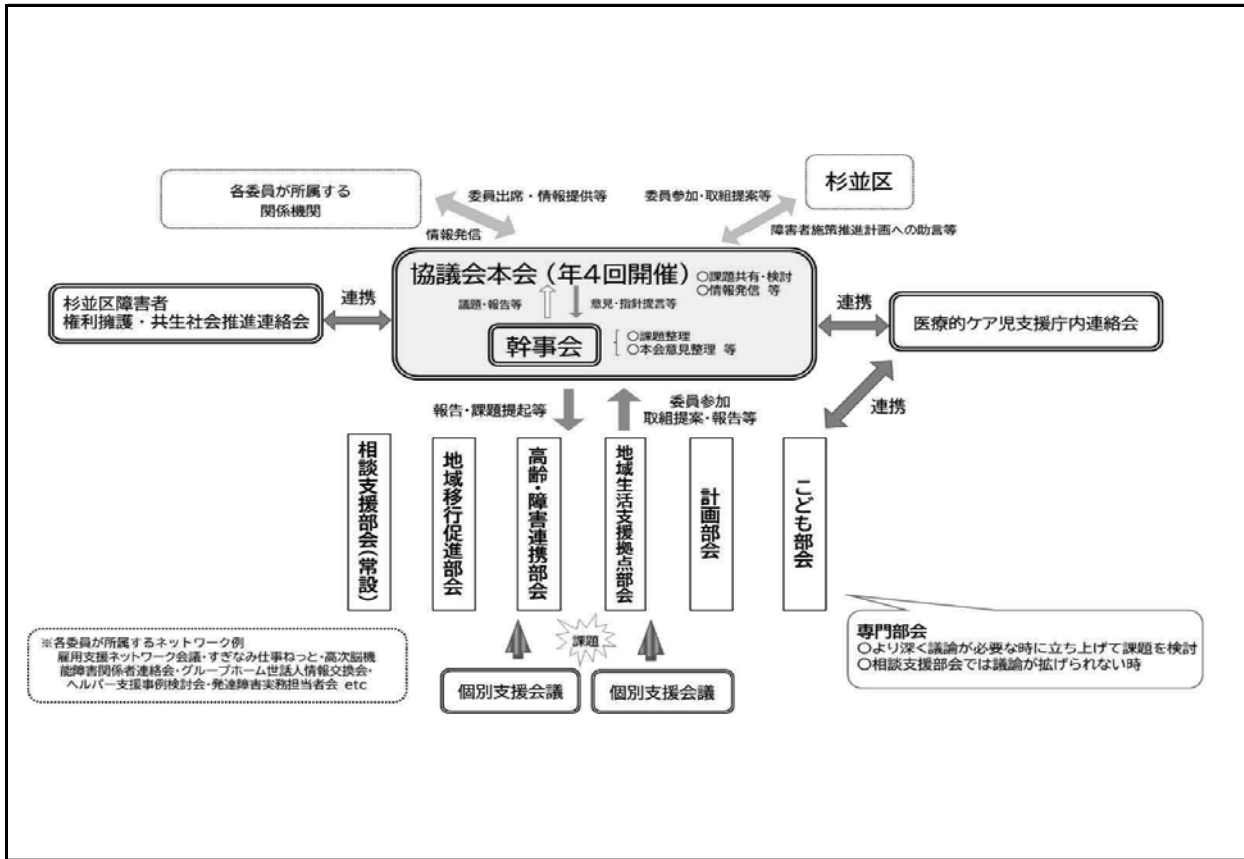 各委員が所属する
関係機関
委員出席・情報提供等
情報発信
委員参加・取組提案等
杉並区
障害者施策推進計画への助言等
協議会本会（年４回開催）
○課題共有・検討
○情報発信 等
議題・報告等
意見・指針提言等
幹事会
○課題整理
○本会意見整理 等
杉並区障害者
権利擁護・共生社会推進連絡会
連携
連携
医療的ケア児支援庁内連絡会
連携
報告・課題提起等
委員参加
取組提案・報告等
相談支援部会（常設）
地域移行促進部会
高齢・障害連携部会
地域生活支援拠点部会
計画部会
こども部会
※各委員が所属するネットワーク例
雇用支援ネットワーク会議・すぎなみ仕事ねっと・高次脳機
能障害関係者連絡会・グループホーム世話人情報交換会・
ヘルパー支援事例検討会・発達障害実務担当者会 etc
課題
個別支援会議
個別支援会議
専門部会
○より深く議論が必要な時に立ち上げて課題を検討
○相談支援部会では議論が拡げられない時